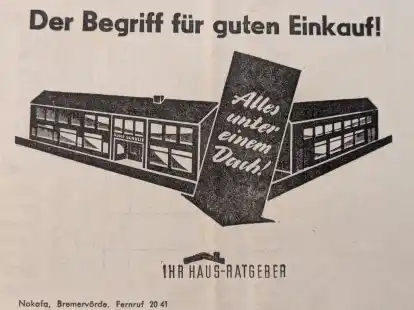 Der Begriff für guten Einkauf!
Alles
unter
einem
Dach!
IHR HAUS-RATGEBER
Nokafa, Bremervörde. Fernruf 20 41